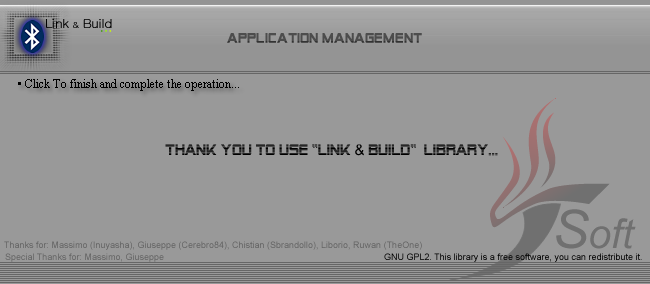 Link & Build
APPLICATION MANAGEMENT
• Click To finish and complete the operation...
THANK YOU TO USE "LINK & BUILD" LIBRARY...
JSoft
Thanks for: Massimo (Inuyasha), Giuseppe (Cerebro84), Chistian (Sbrandollo), Liborio, Ruwan (TheOne)
Special Thanks for: Massimo, Giuseppe
GNU GPL2. This library is a free software, you can redistribute it.